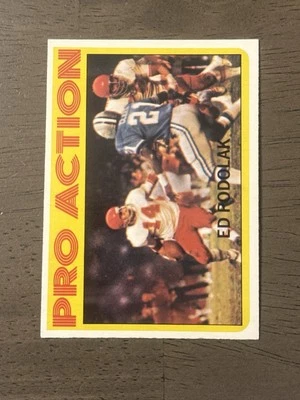 PRO ACTION
ED PODOLAK